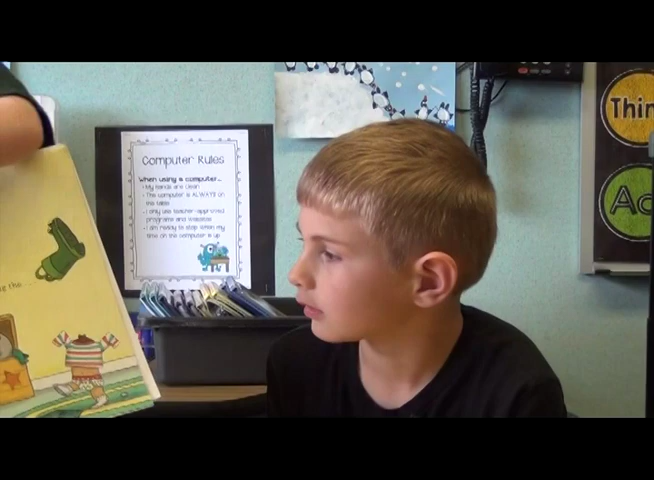 Computer Rules
When using a computer...
• My hands are clean
• The computer is ALWAYS on
the table
• I only use teacher-approved
programs and websites
• I am ready to stop when my
time on the computer is up
Thin
Ac
the